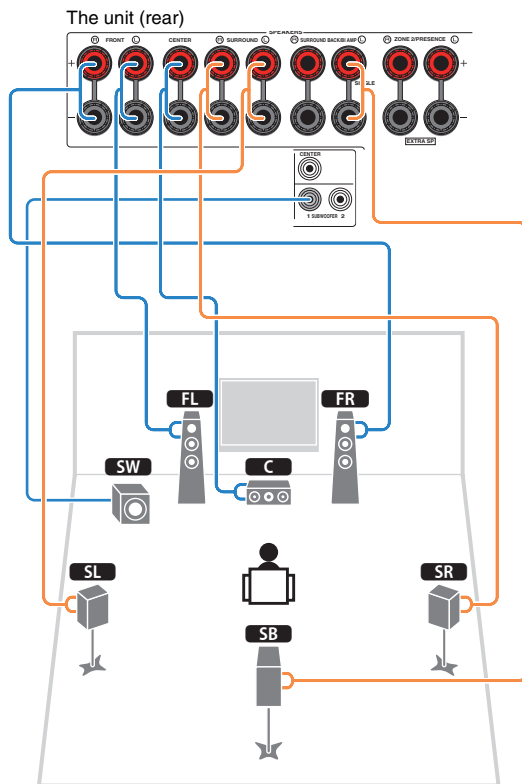 The unit (rear)
SPEAKERS
R FRONT L CENTER R SURROUND L R SURROUND BACK/BI AMP L R ZONE 2/PRESENCE L
+ +
SINGLE
- -
EXTRA SP
CENTER
1 SUBWOOFER 2
FL FR
SW C
SL SR
SB